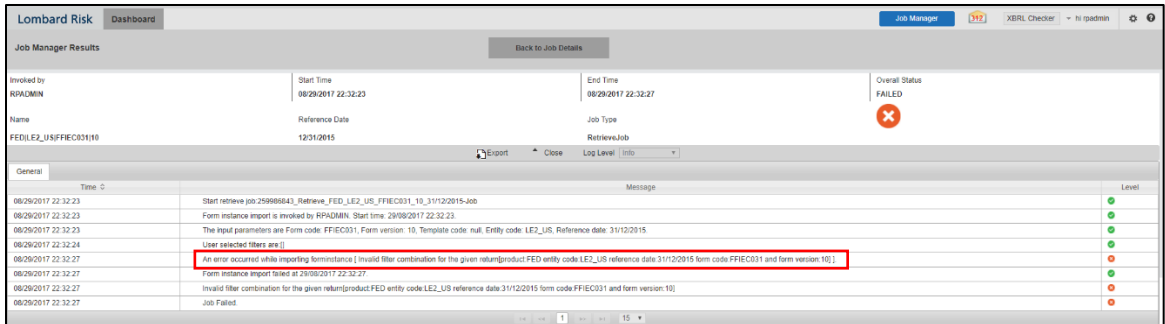 Lombard Risk Dashboard Job Manager XBRL Checker hi rpadmin
Job Manager Results Back to Job Details
Invoked by Start Time End Time Overall Status
RPADMIN 08/29/2017 22:32:23 08/29/2017 22:32:27 FAILED
Name Reference Date Job Type
FED|LE2_US|FFIEC031|10 12/31/2015 RetrieveJob
Export Close Log Level Info
General
Time Message Level
08/29/2017 22:32:23 Start retrieve job:259986843_Retrieve_FED_LE2_US_FFIEC031_10_31/12/2015-Job
08/29/2017 22:32:23 Form instance import is invoked by RPADMIN. Start time: 29/08/2017 22:32:23.
08/29/2017 22:32:23 The input parameters are Form code: FFIEC031, Form version: 10, Template code: null, Entity code: LE2_US, Reference date: 31/12/2015.
08/29/2017 22:32:24 User selected filters are:[]
08/29/2017 22:32:27 An error occurred while importing forminstance [ Invalid filter combination for the given return[product:FED entity code:LE2_US reference date:31/12/2015 form code:FFIEC031 and form version:10] ].
08/29/2017 22:32:27 Form instance import failed at 29/08/2017 22:32:27.
08/29/2017 22:32:27 Invalid filter combination for the given return[product:FED entity code:LE2_US reference date:31/12/2015 form code:FFIEC031 and form version:10]
08/29/2017 22:32:27 Job Failed.
1 15